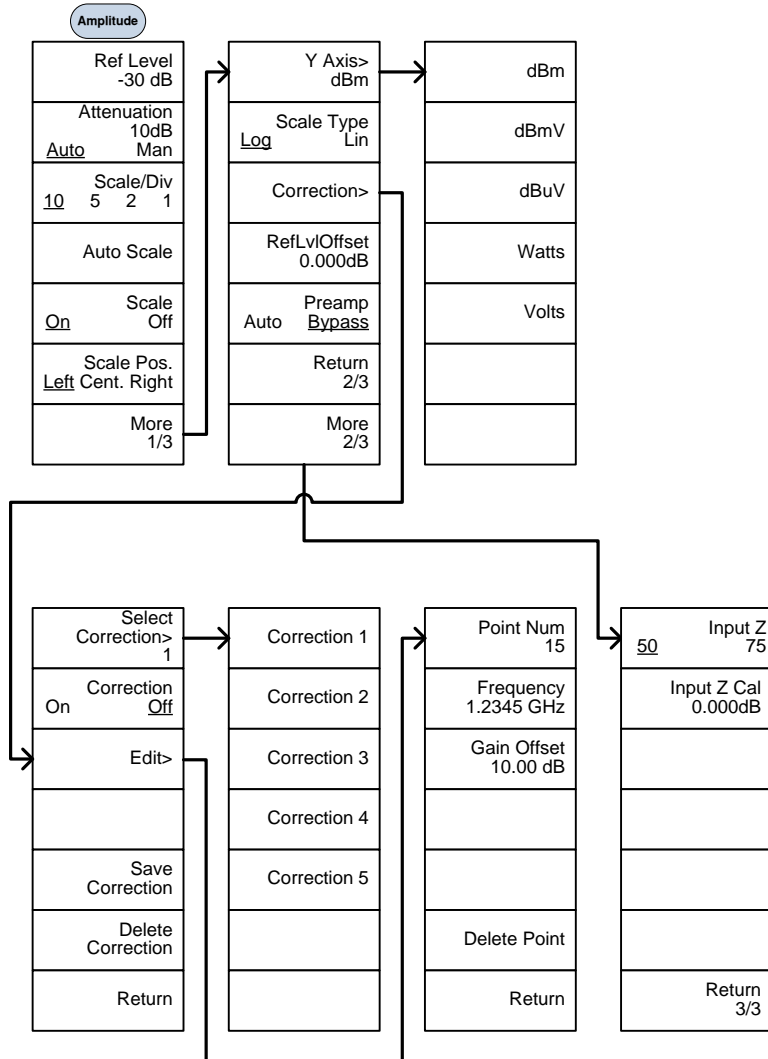 Amplitude
Ref Level
-30 dB
Attenuation
10dB
Auto Man
Scale/Div
10 5 2 1
Auto Scale
Scale
On Off
Scale Pos.
Left Cent. Right
More
1/3
Y Axis>
dBm
Scale Type
Log Lin
Correction>
RefLvlOffset
0.000dB
Preamp
Auto Bypass
Return
2/3
More
2/3
dBm
dBmV
dBuV
Watts
Volts
Select
Correction>
1
Correction
On Off
Edit>
Save
Correction
Delete
Correction
Return
Correction 1
Correction 2
Correction 3
Correction 4
Correction 5
Point Num
15
Frequency
1.2345 GHz
Gain Offset
10.00 dB
Delete Point
Return
Input Z
50 75
Input Z Cal
0.000dB
Return
3/3